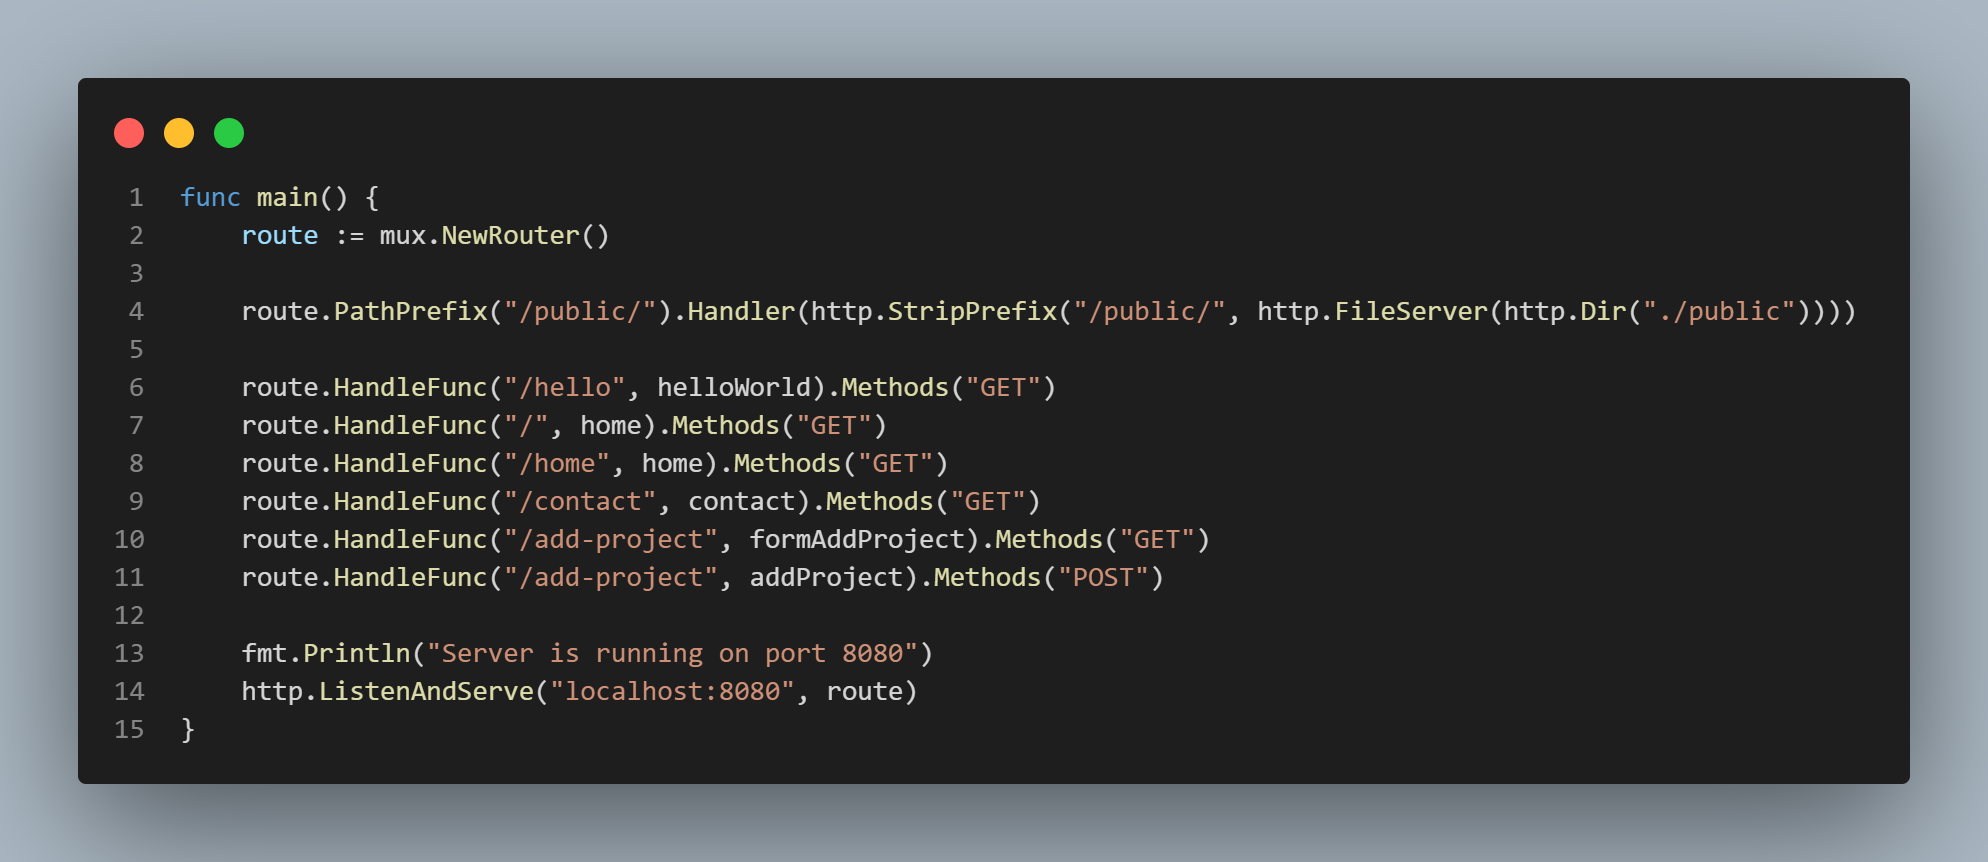 1 func main() {
2     route := mux.NewRouter()
3
4     route.PathPrefix("/public/").Handler(http.StripPrefix("/public/", http.FileServer(http.Dir("./public"))))
5
6     route.HandleFunc("/hello", helloWorld).Methods("GET")
7     route.HandleFunc("/", home).Methods("GET")
8     route.HandleFunc("/home", home).Methods("GET")
9     route.HandleFunc("/contact", contact).Methods("GET")
10     route.HandleFunc("/add-project", formAddProject).Methods("GET")
11     route.HandleFunc("/add-project", addProject).Methods("POST")
12
13     fmt.Println("Server is running on port 8080")
14     http.ListenAndServe("localhost:8080", route)
15 }